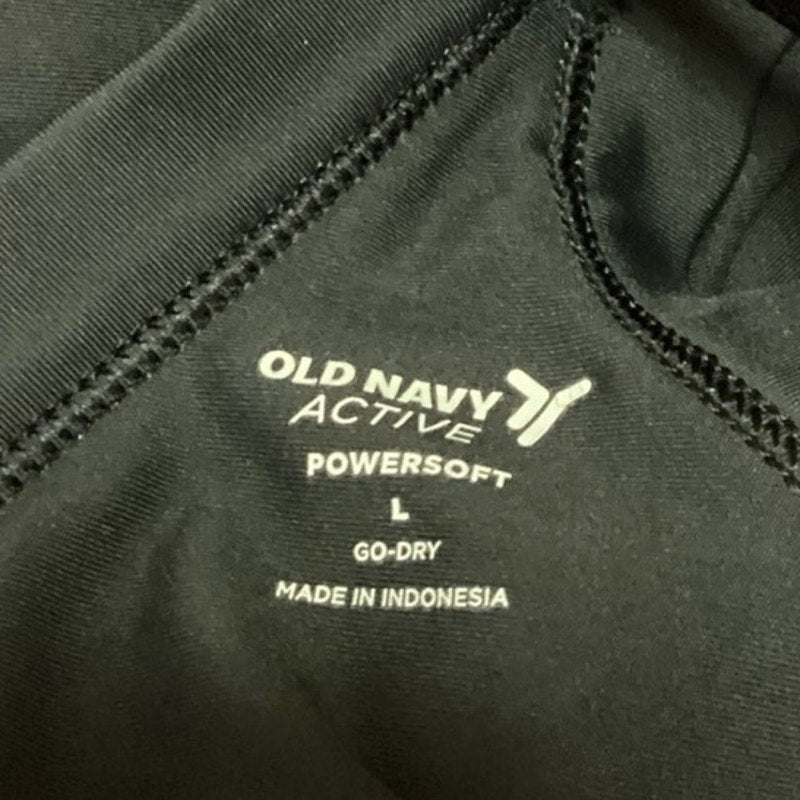 OLD NAVY
ACTIVE
POWERSOFT
L
GO-DRY
MADE IN INDONESIA